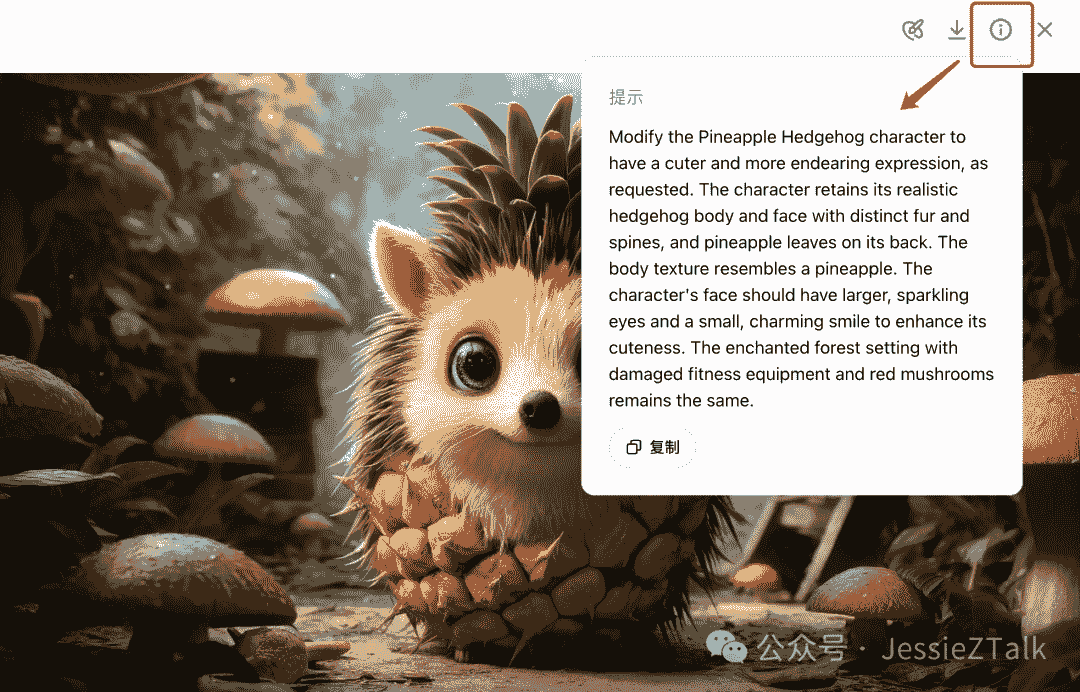 提示
Modify the Pineapple Hedgehog character to
have a cuter and more endearing expression, as
requested. The character retains its realistic
hedgehog body and face with distinct fur and
spines, and pineapple leaves on its back. The
body texture resembles a pineapple. The
character's face should have larger, sparkling
eyes and a small, charming smile to enhance its
cuteness. The enchanted forest setting with
damaged fitness equipment and red mushrooms
remains the same.
复制
公众号 · JessieZTalk